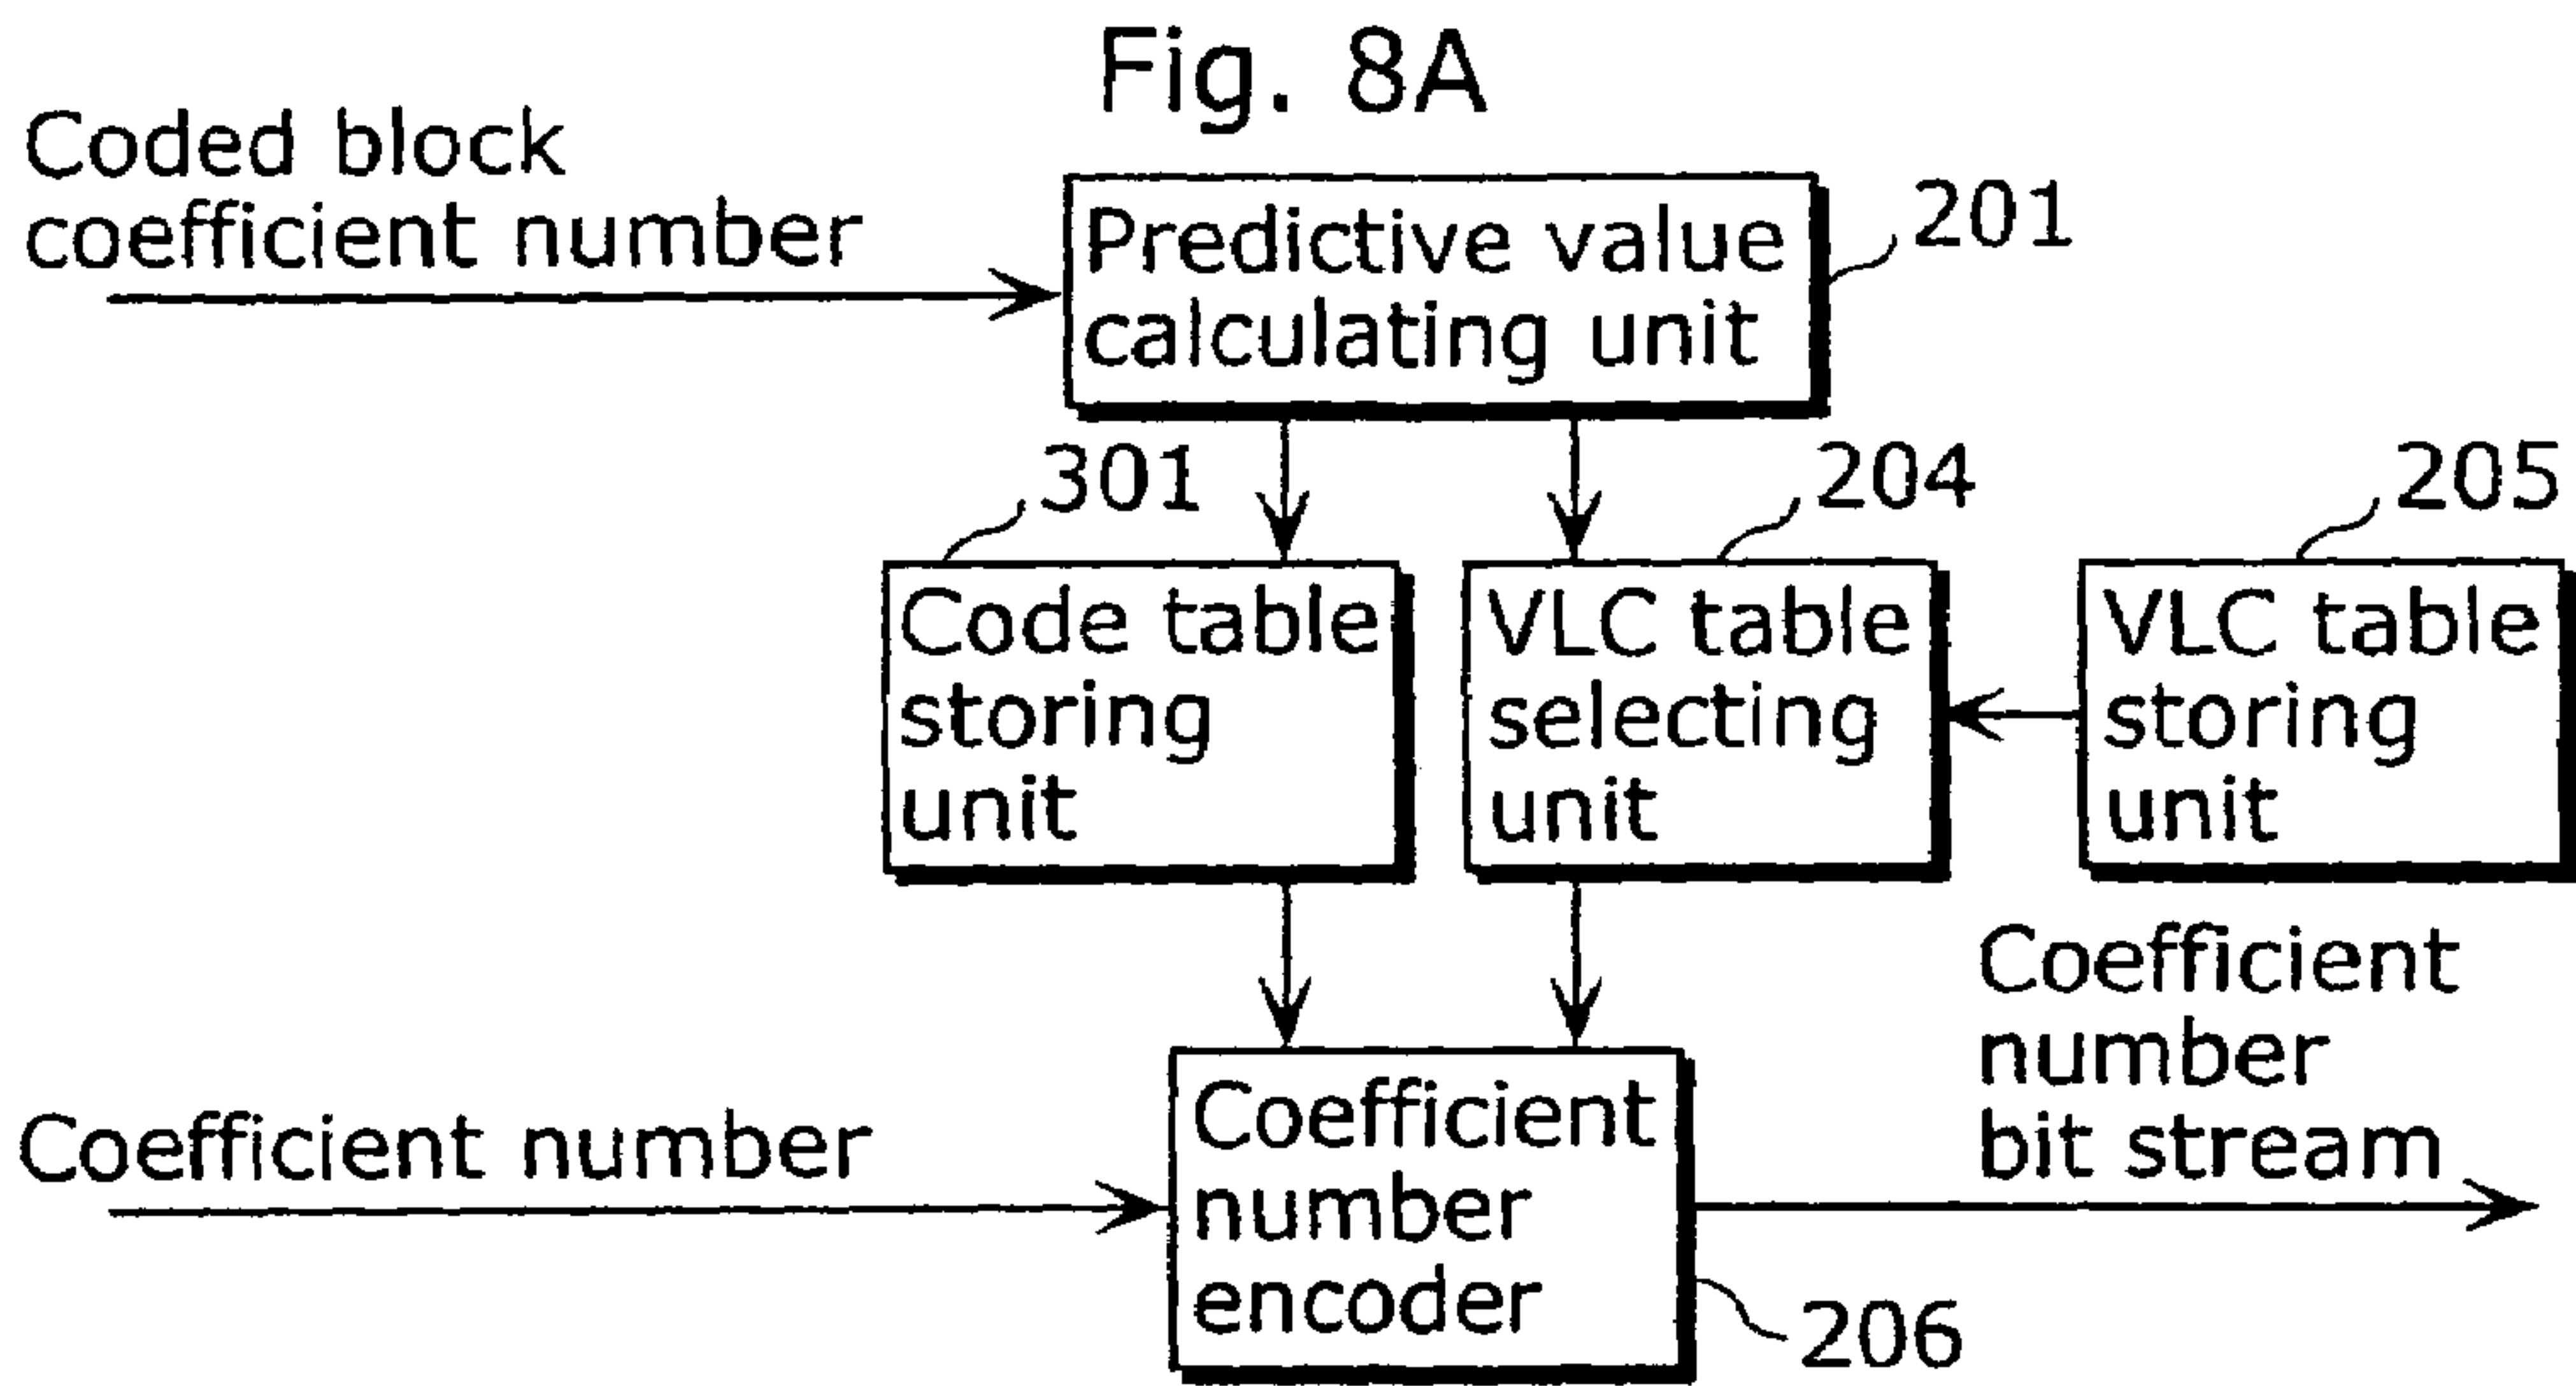 Fig. 8A
Coded block
coefficient number
Predictive value
calculating unit
201
301
204
205
Code table
storing
unit
VLC table
selecting
unit
VLC table
storing
unit
Coefficient number
Coefficient
number
encoder
Coefficient
number
bit stream
206